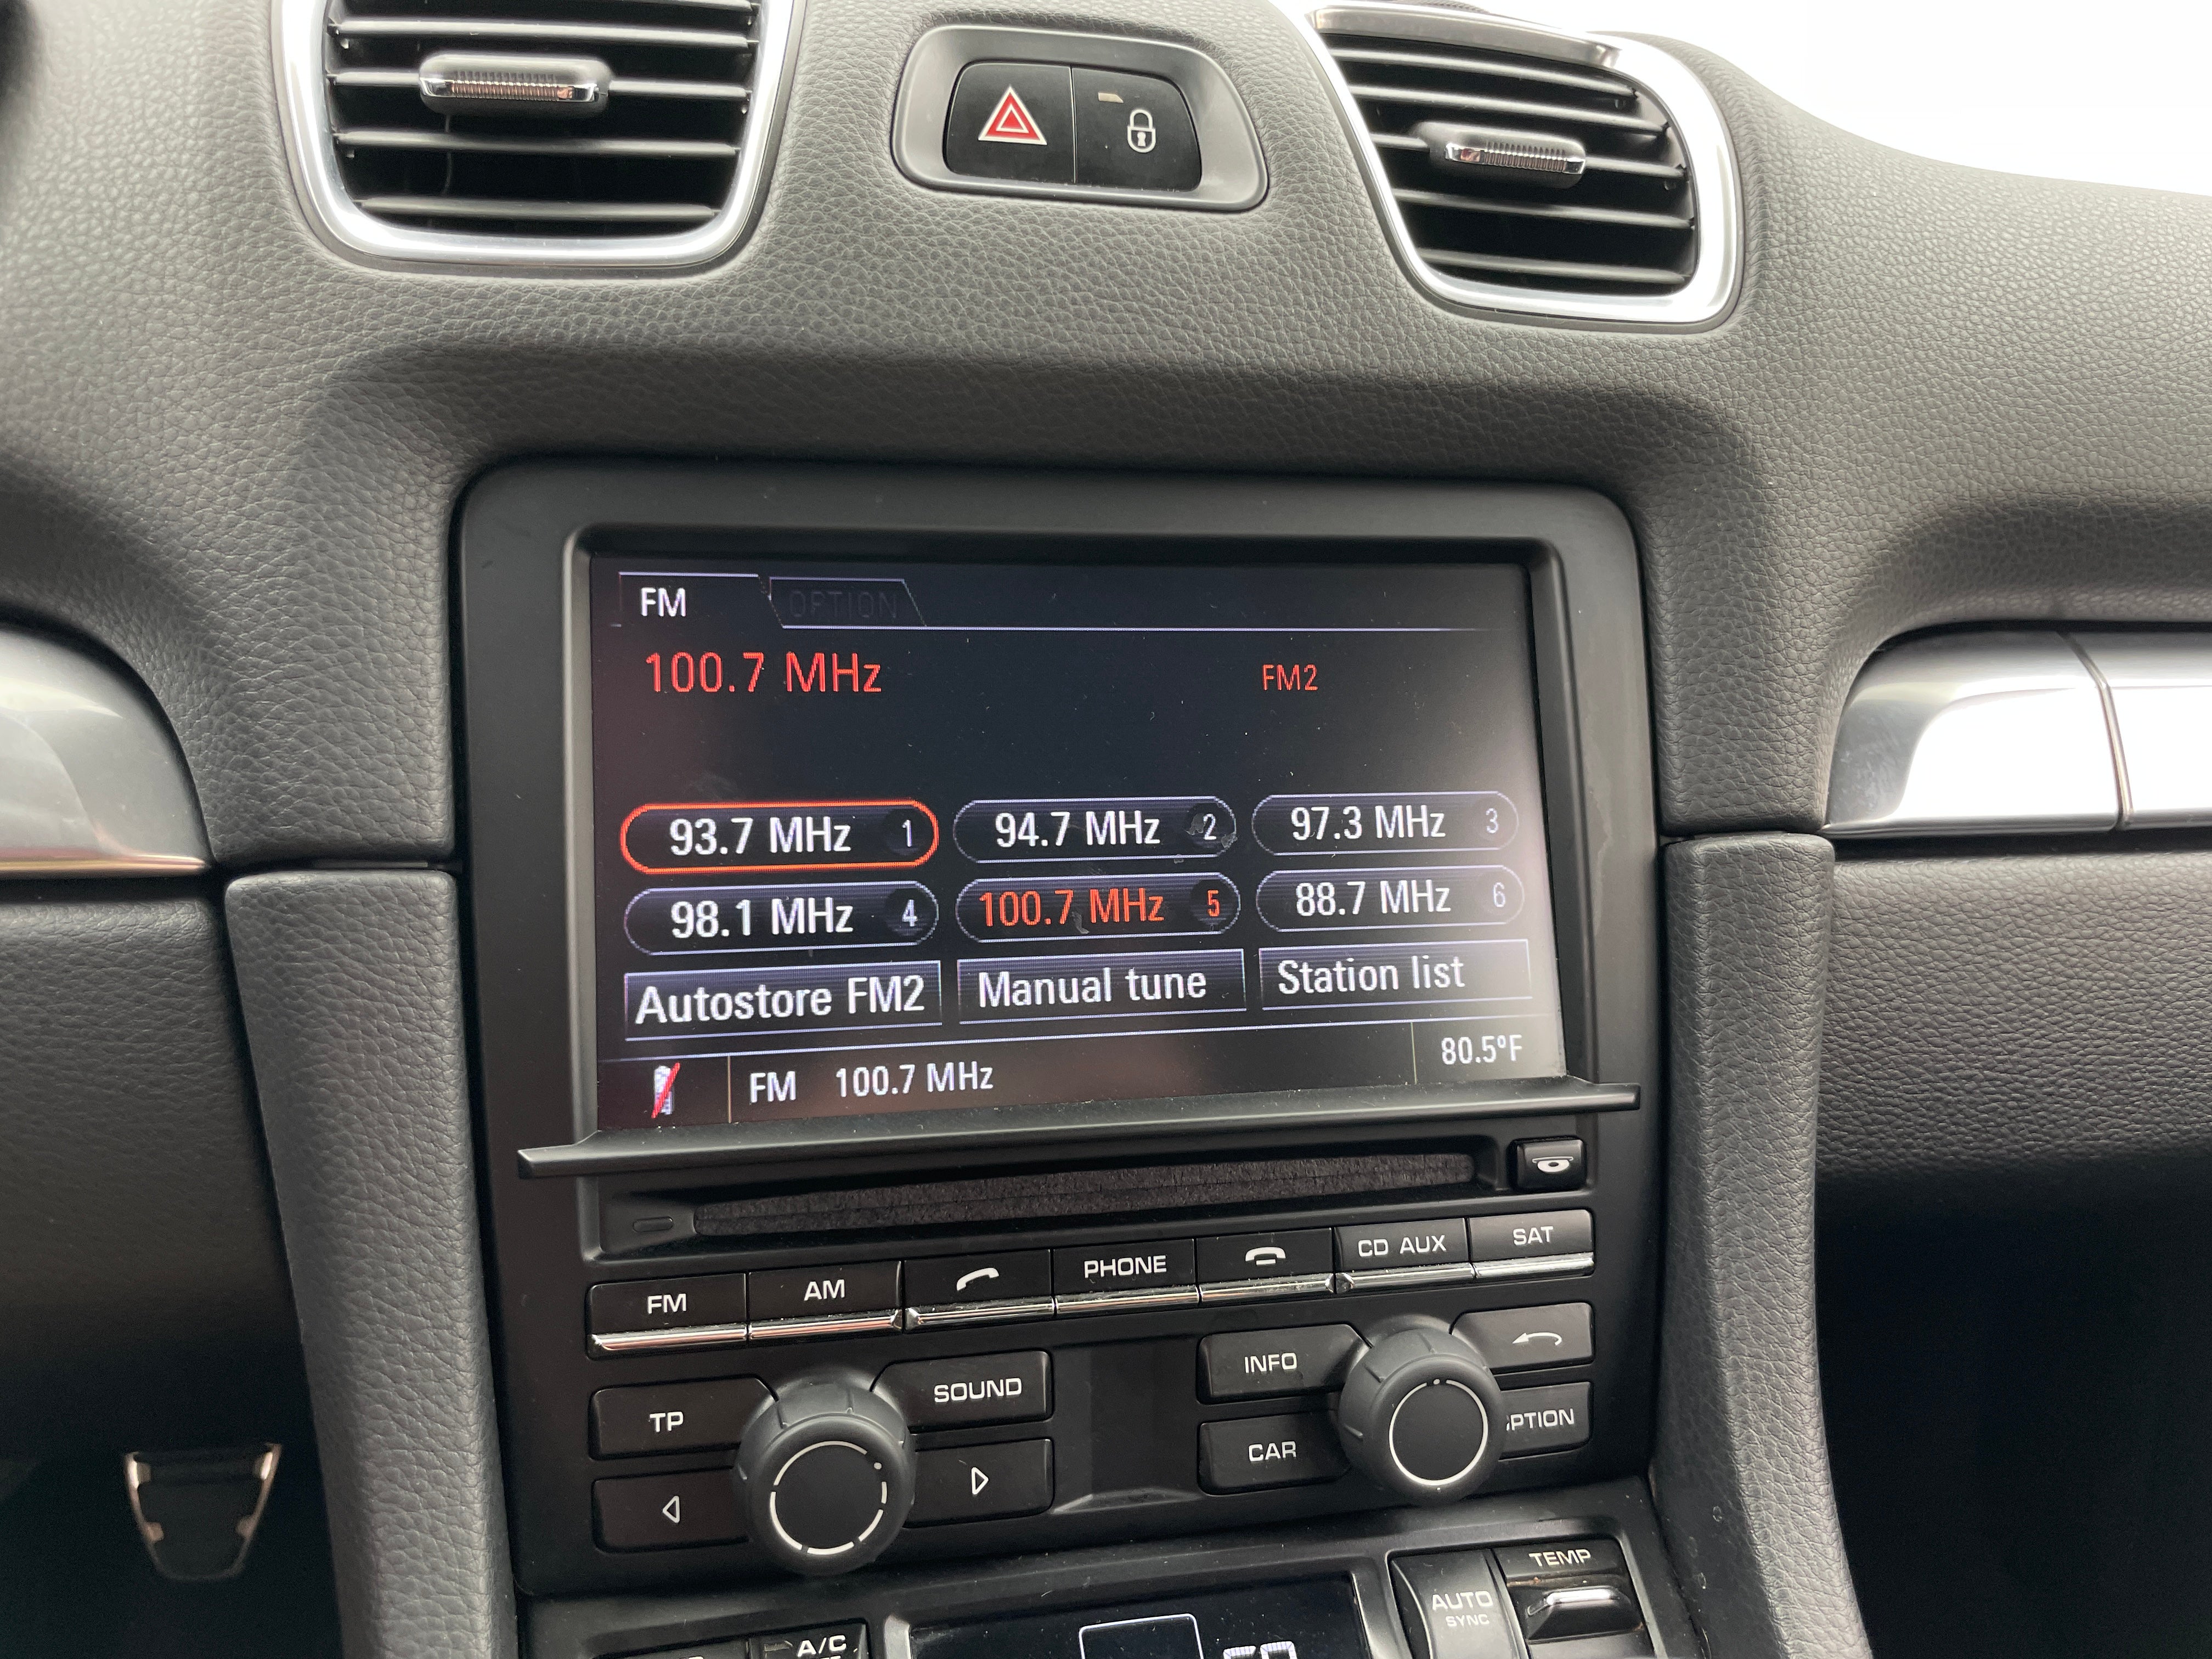 FM OPTION
100.7 MHz FM2
93.7 MHz 1 94.7 MHz 2 97.3 MHz 3
98.1 MHz 4 100.7 MHz 5 88.7 MHz 6
Autostore FM2 Manual tune Station list
FM 100.7 MHz 80.5°F
FM AM PHONE CD AUX SAT
TP SOUND INFO
CAR PTION
TEMP
AUTO
SYNC
A/C